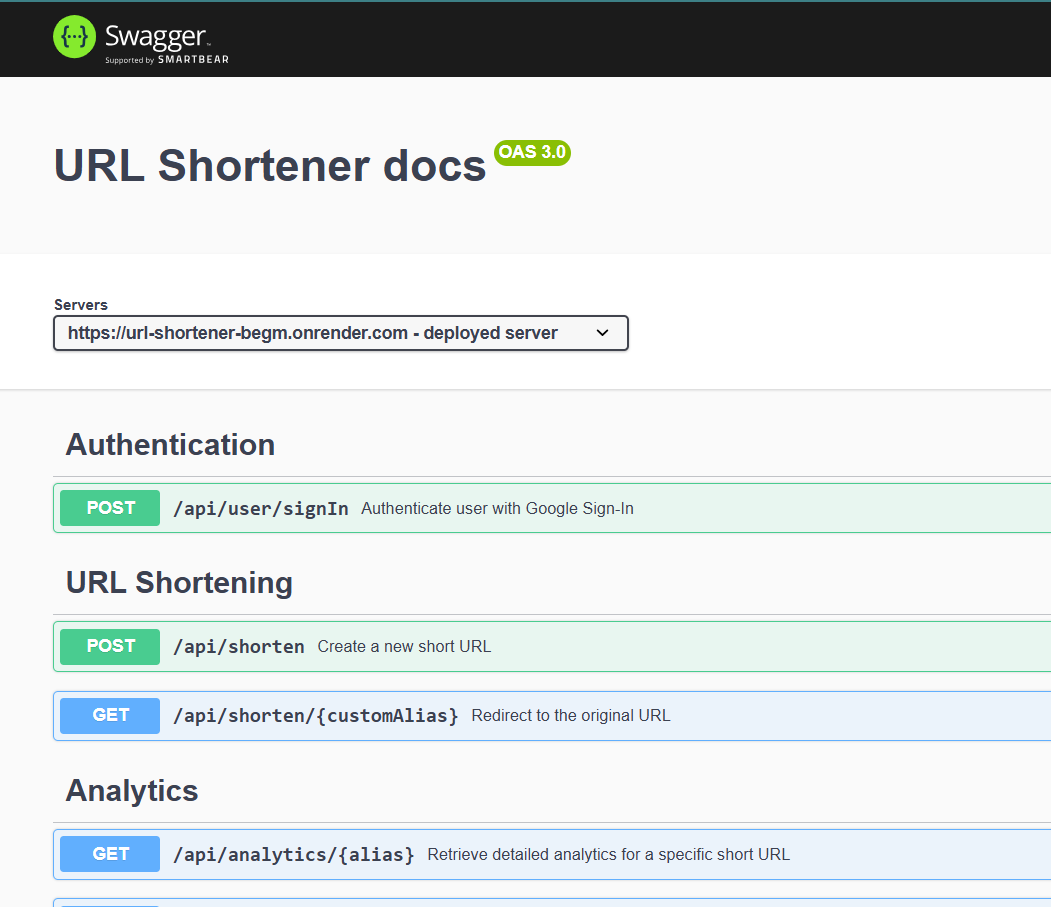 {···} Swagger™
Supported by SMARTBEAR
URL Shortener docs OAS 3.0
Servers
https://url-shortener-begm.onrender.com - deployed server
Authentication
POST /api/user/signIn Authenticate user with Google Sign-In
URL Shortening
POST /api/shorten Create a new short URL
GET /api/shorten/{customAlias} Redirect to the original URL
Analytics
GET /api/analytics/{alias} Retrieve detailed analytics for a specific short URL